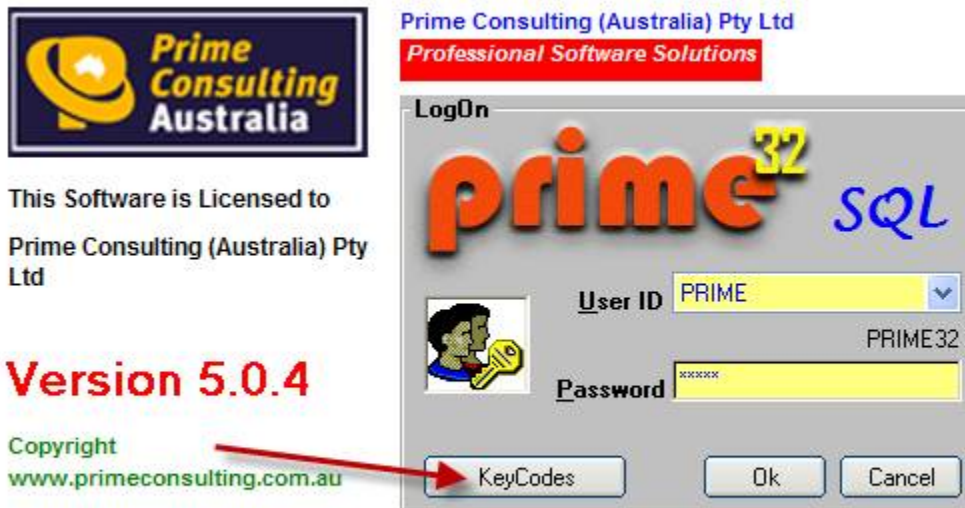 Prime
Consulting
Australia
This Software is Licensed to
Prime Consulting (Australia) Pty
Ltd
Version 5.0.4
Copyright
www.primeconsulting.com.au
Prime Consulting (Australia) Pty Ltd
Professional Software Solutions
LogOn
prime32
SQL
User ID PRIME
PRIME32
Password xxxxx
KeyCodes Ok Cancel